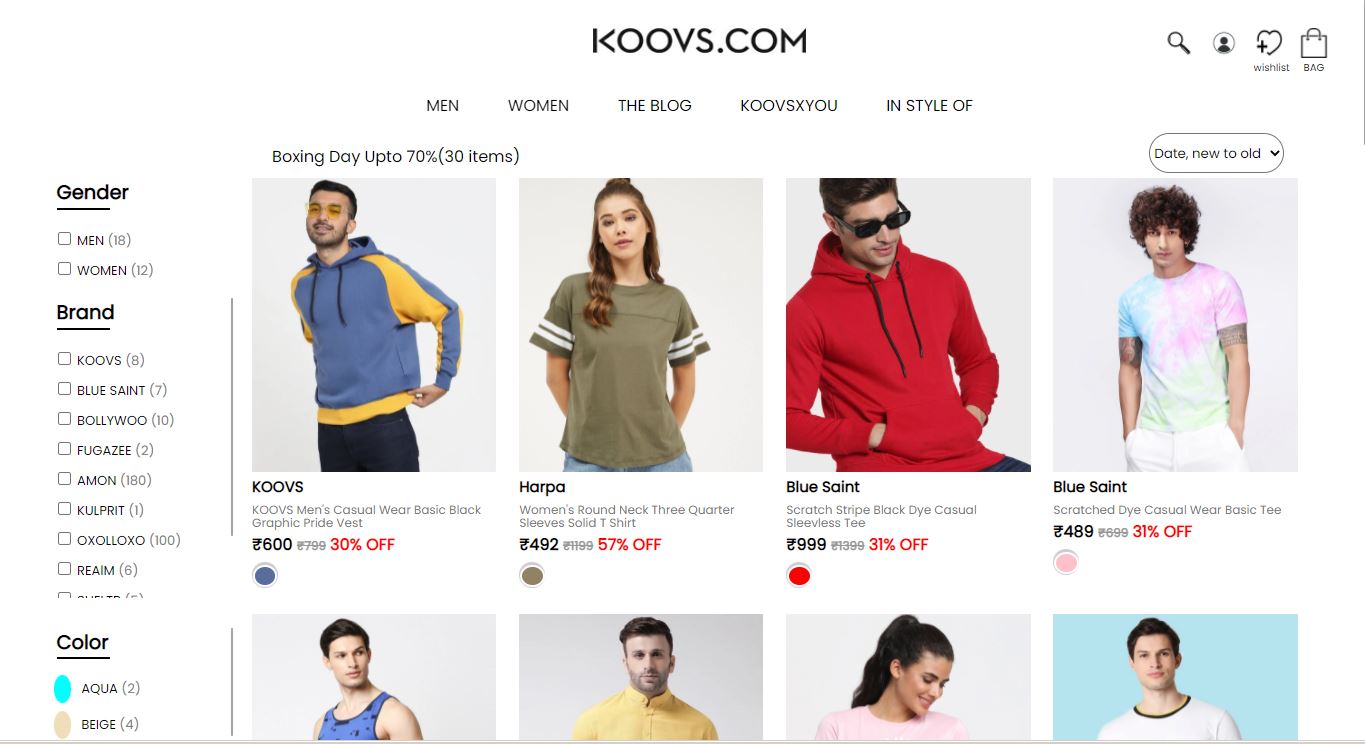 KOOVS.COM
wishlist
BAG
MEN
WOMEN
THE BLOG
KOOVSXYOU
IN STYLE OF
Boxing Day Upto 70%(30 items)
Date, new to old
Gender
MEN (18)
WOMEN (12)
Brand
KOOVS (8)
BLUE SAINT (7)
BOLLYWOO (10)
FUGAZEE (2)
AMON (180)
KULPRIT (1)
OXOLLOXO (100)
REAIM (6)
Color
AQUA (2)
BEIGE (4)
KOOVS
KOOVS Men's Casual Wear Basic Black
Graphic Pride Vest
₹600 ₹799 30% OFF
Harpa
Women's Round Neck Three Quarter
Sleeves Solid T Shirt
₹492 ₹1199 57% OFF
Blue Saint
Scratch Stripe Black Dye Casual
Sleevless Tee
₹999 ₹1399 31% OFF
Blue Saint
Scratched Dye Casual Wear Basic Tee
₹489 ₹699 31% OFF